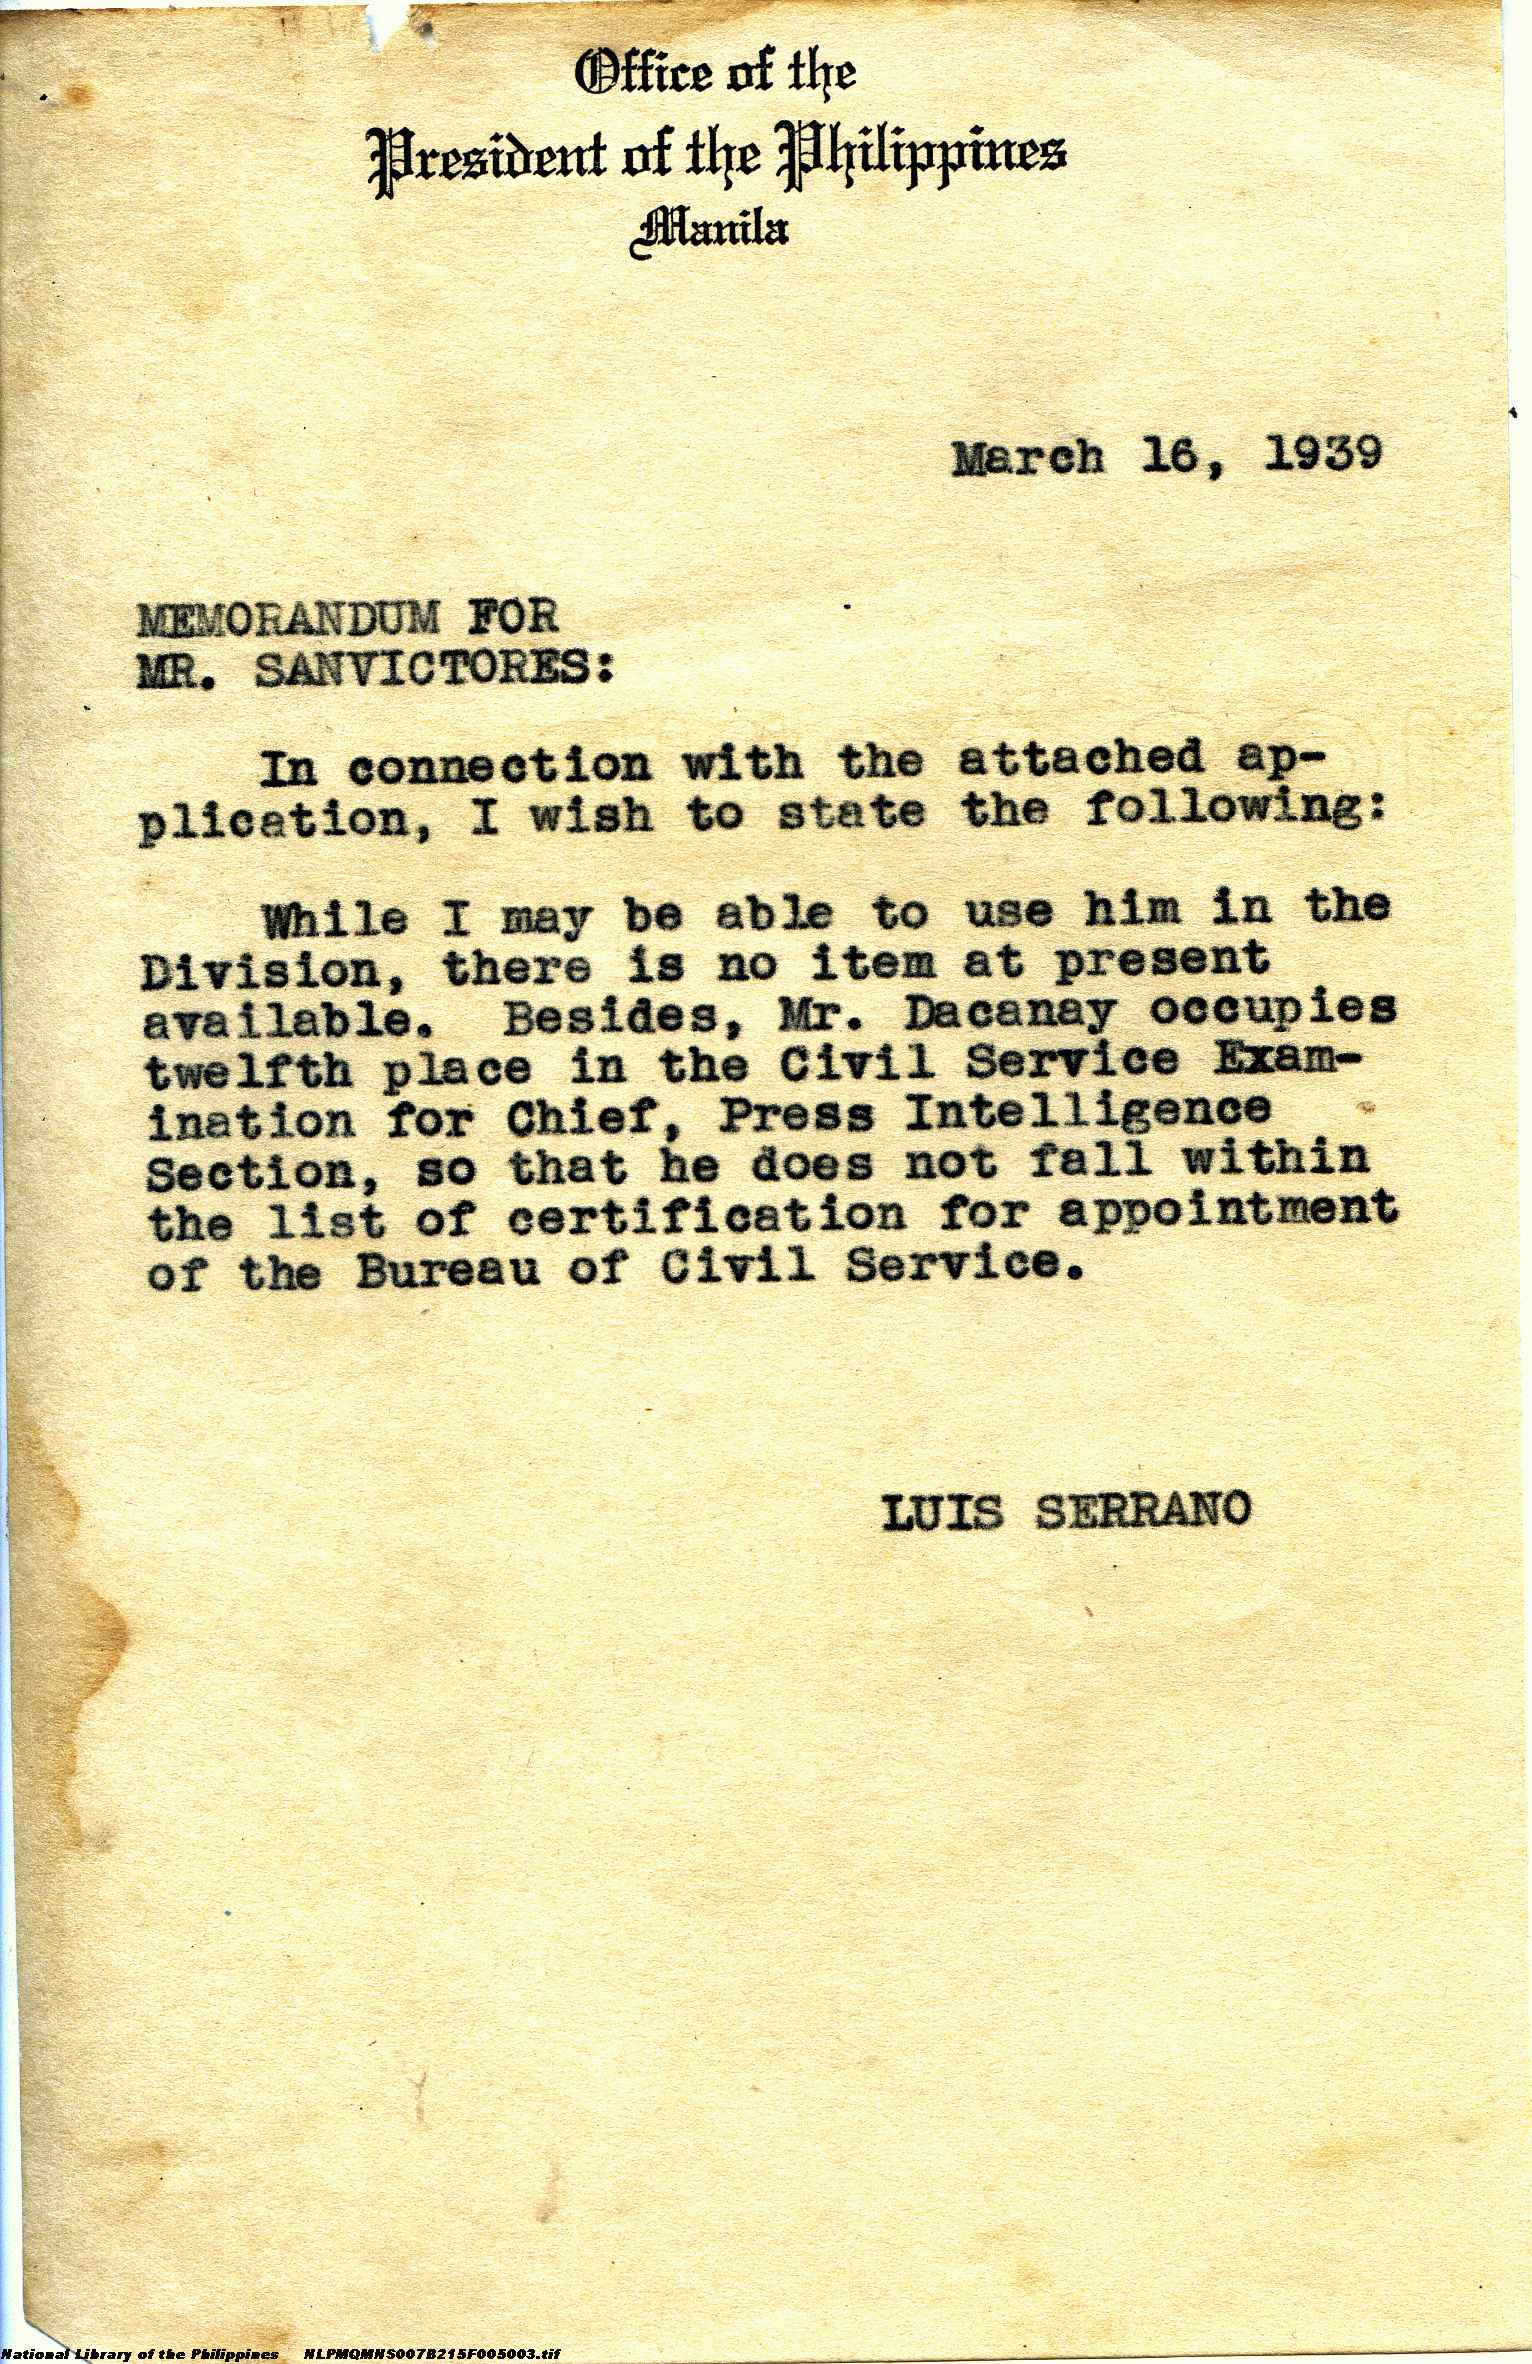 Office of the
President of the Philippines
Manila
March 16, 1939
MEMORANDUM FOR
MR. SANVICTORES:
In connection with the attached ap-
plication, I wish to state the following:
While I may be able to use him in the
Division, there is no item at present
available. Besides, Mr. Dacanay occupies
twelfth place in the Civil Service Exam-
ination for Chief, Press Intelligence
Section, so that he does not fall within
the list of certification for appointment
of the Bureau of Civil Service.
LUIS SERRANO
National Library of the Philippines NLPMQMNS007B215F005003.tif